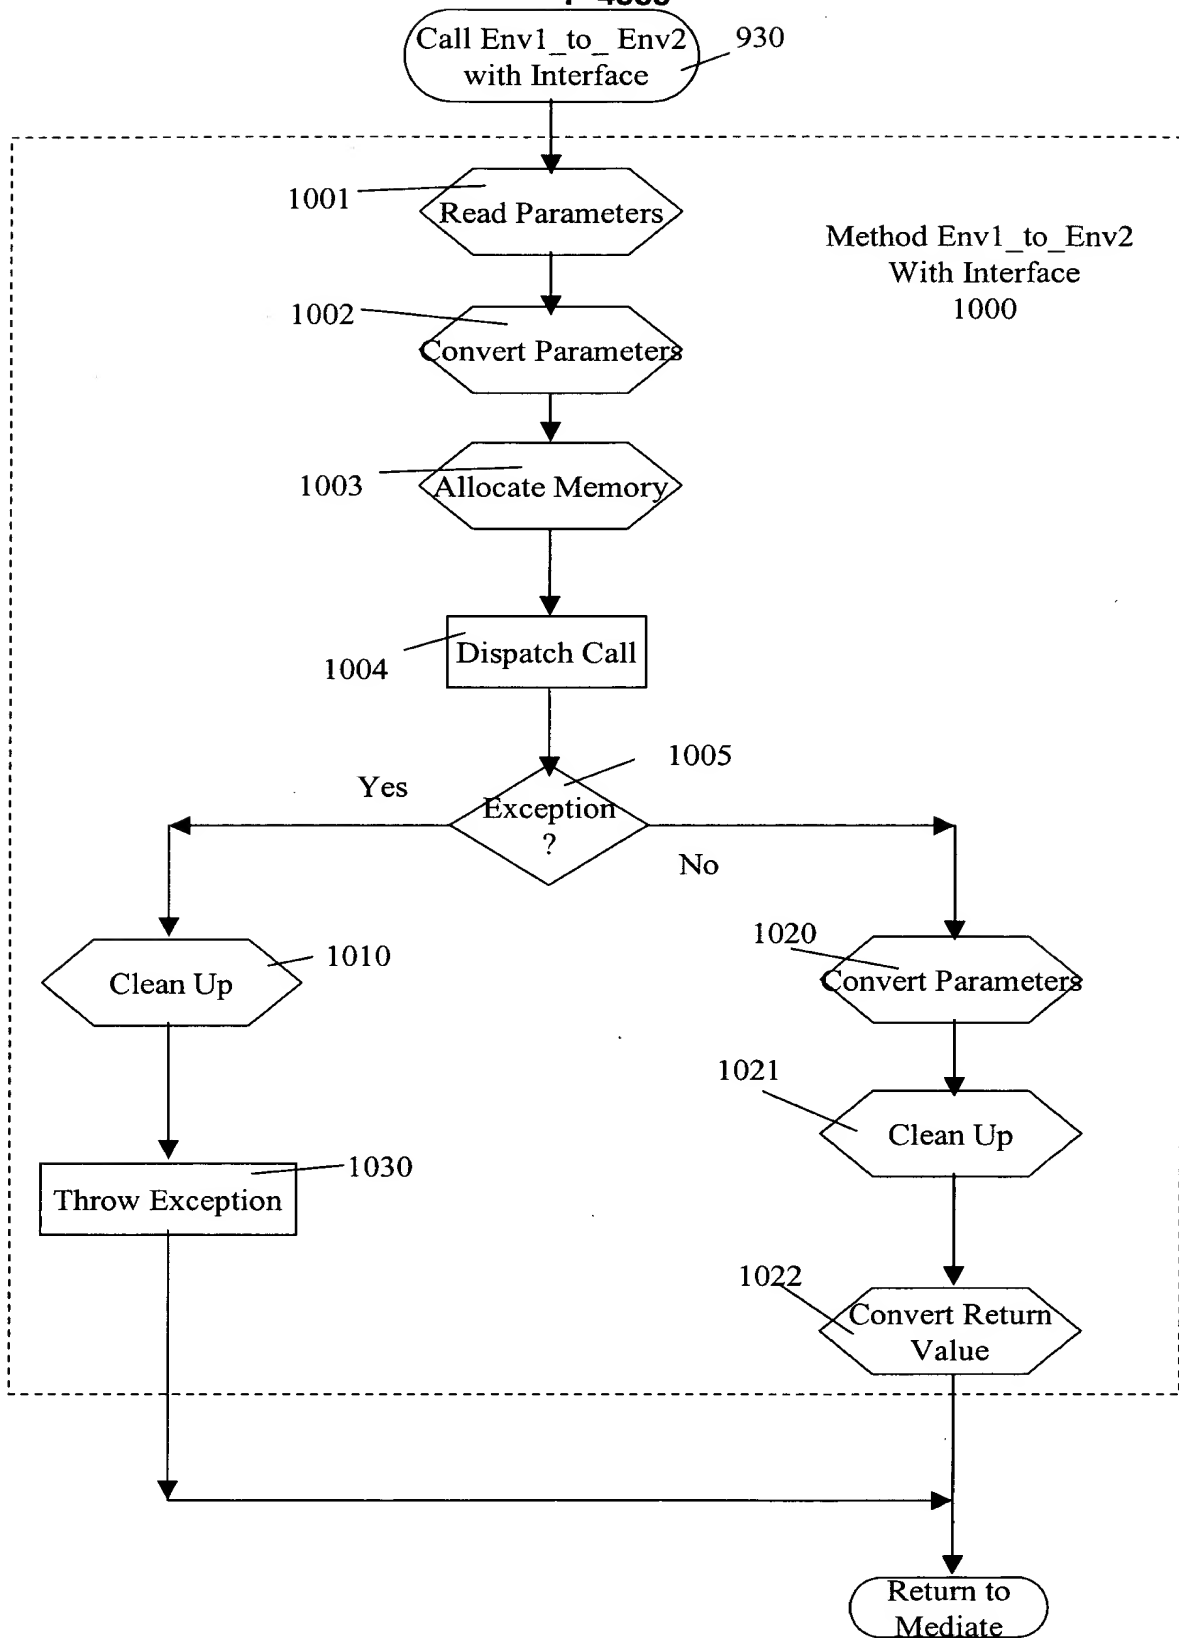 Call Env1_to_ Env2
with Interface
930
1001
Read Parameters
Method Env1_to_Env2
With Interface
1000
1002
Convert Parameters
1003
Allocate Memory
1004
Dispatch Call
1005
Yes
Exception
?
No
1010
Clean Up
1020
Convert Parameters
1021
Clean Up
1030
Throw Exception
1022
Convert Return
Value
Return to
Mediate